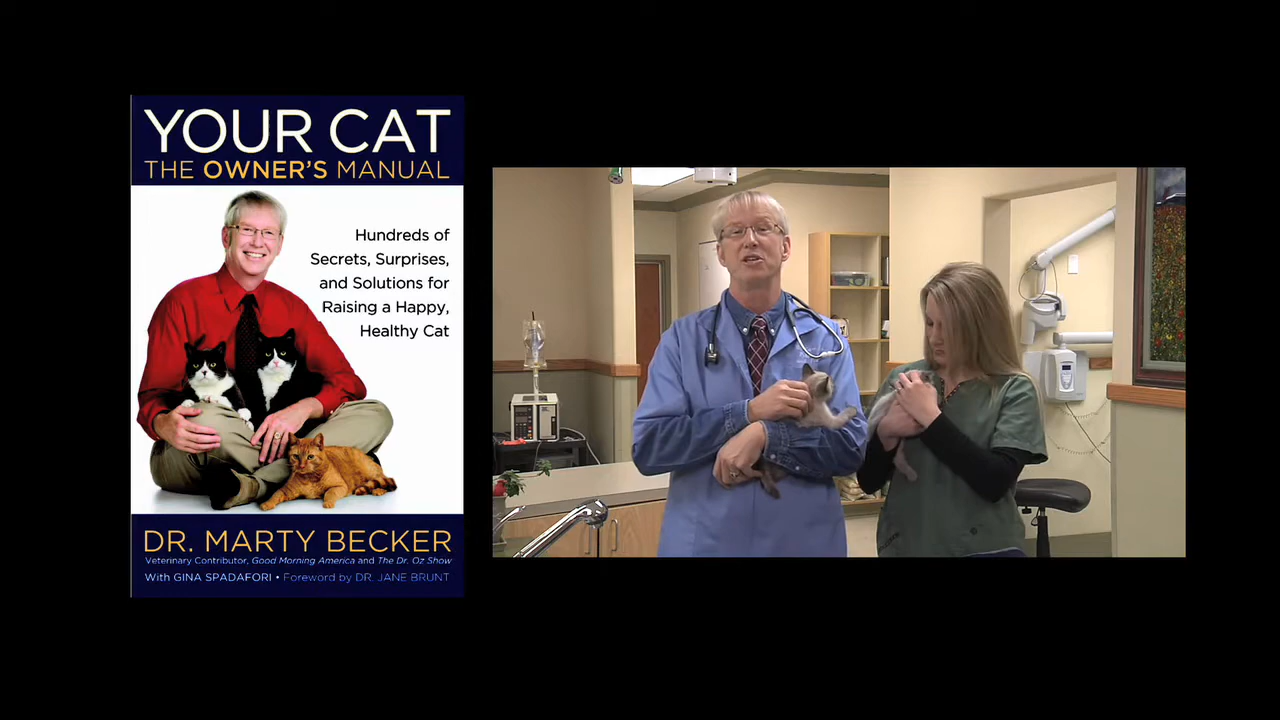 YOUR CAT
THE OWNER'S MANUAL
Hundreds of
Secrets, Surprises,
and Solutions for
Raising a Happy,
Healthy Cat
DR. MARTY BECKER
Veterinary Contributor, Good Morning America and The Dr. Oz Show
With GINA SPADAFORI • Foreword by DR. JANE BRUNT